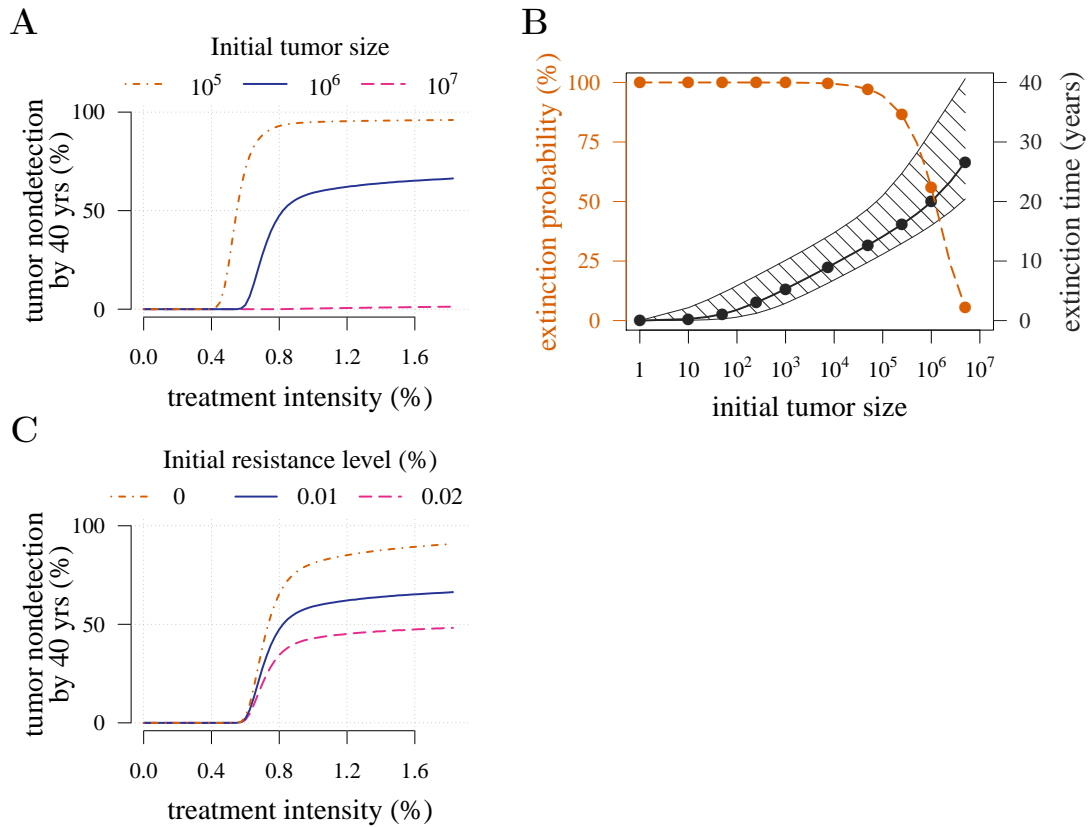 A
Initial tumor size
10^5 10^6 10^7
tumor nondetection
by 40 yrs (%)
100
50
0
0.0 0.4 0.8 1.2 1.6
treatment intensity (%)
B
extinction probability (%)
100
75
50
25
0
40
30
20
10
0
extinction time (years)
1 10 10^2 10^3 10^4 10^5 10^6 10^7
initial tumor size
C
Initial resistance level (%)
0 0.01 0.02
tumor nondetection
by 40 yrs (%)
100
50
0
0.0 0.4 0.8 1.2 1.6
treatment intensity (%)